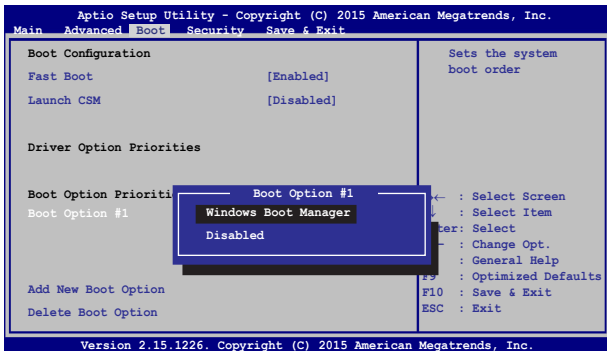 Aptio Setup Utility - Copyright (C) 2015 American Megatrends, Inc.
Main Advanced Boot Security Save & Exit
Boot Configuration
Fast Boot [Enabled]
Launch CSM [Disabled]
Driver Option Priorities
Boot Option
Boot Option #1
Add New Boot Option
Delete Boot Option
Boot Option #1
Windows Boot Manager
Disabled
Sets the system
boot order
← : Select Screen
: Select Item
: Select
: Change Opt.
: General Help
F9 : Optimized Defaults
F10 : Save & Exit
ESC : Exit
Version 2.15.1226. Copyright (C) 2015 American Megatrends, Inc.